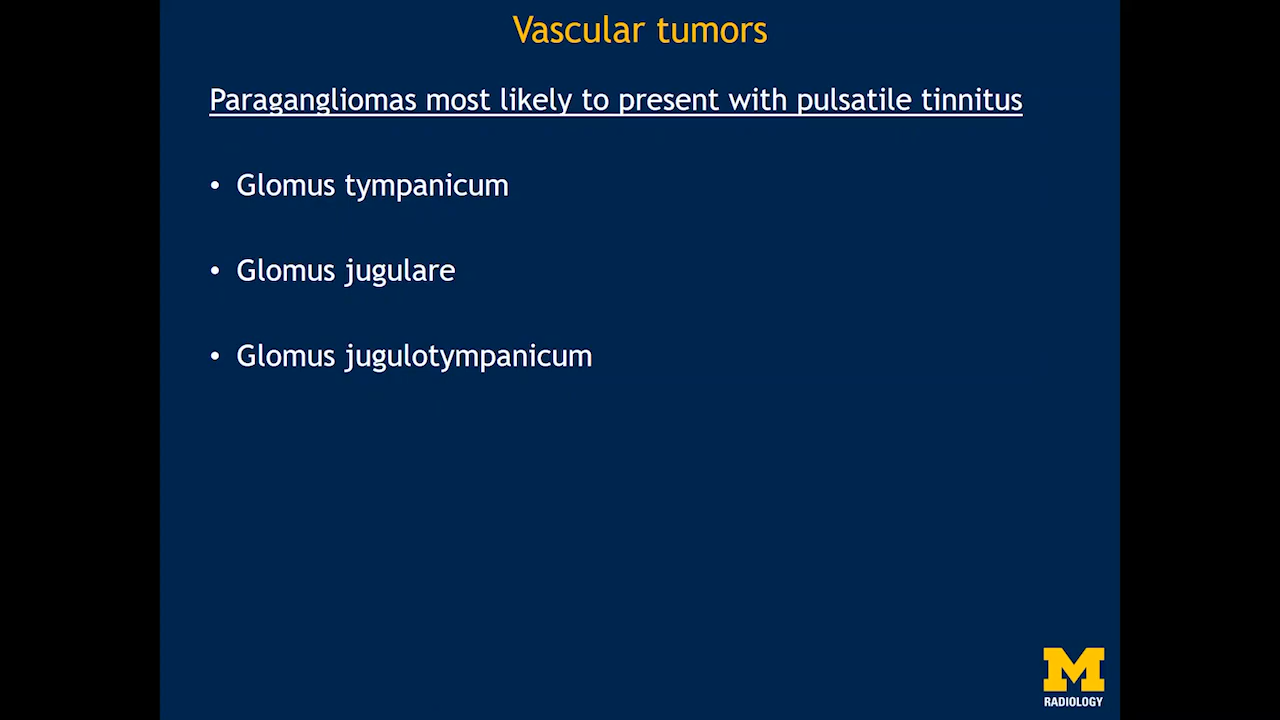 Vascular tumors
Paragangliomas most likely to present with pulsatile tinnitus
• Glomus tympanicum
• Glomus jugulare
• Glomus jugulotympanicum
M
RADIOLOGY